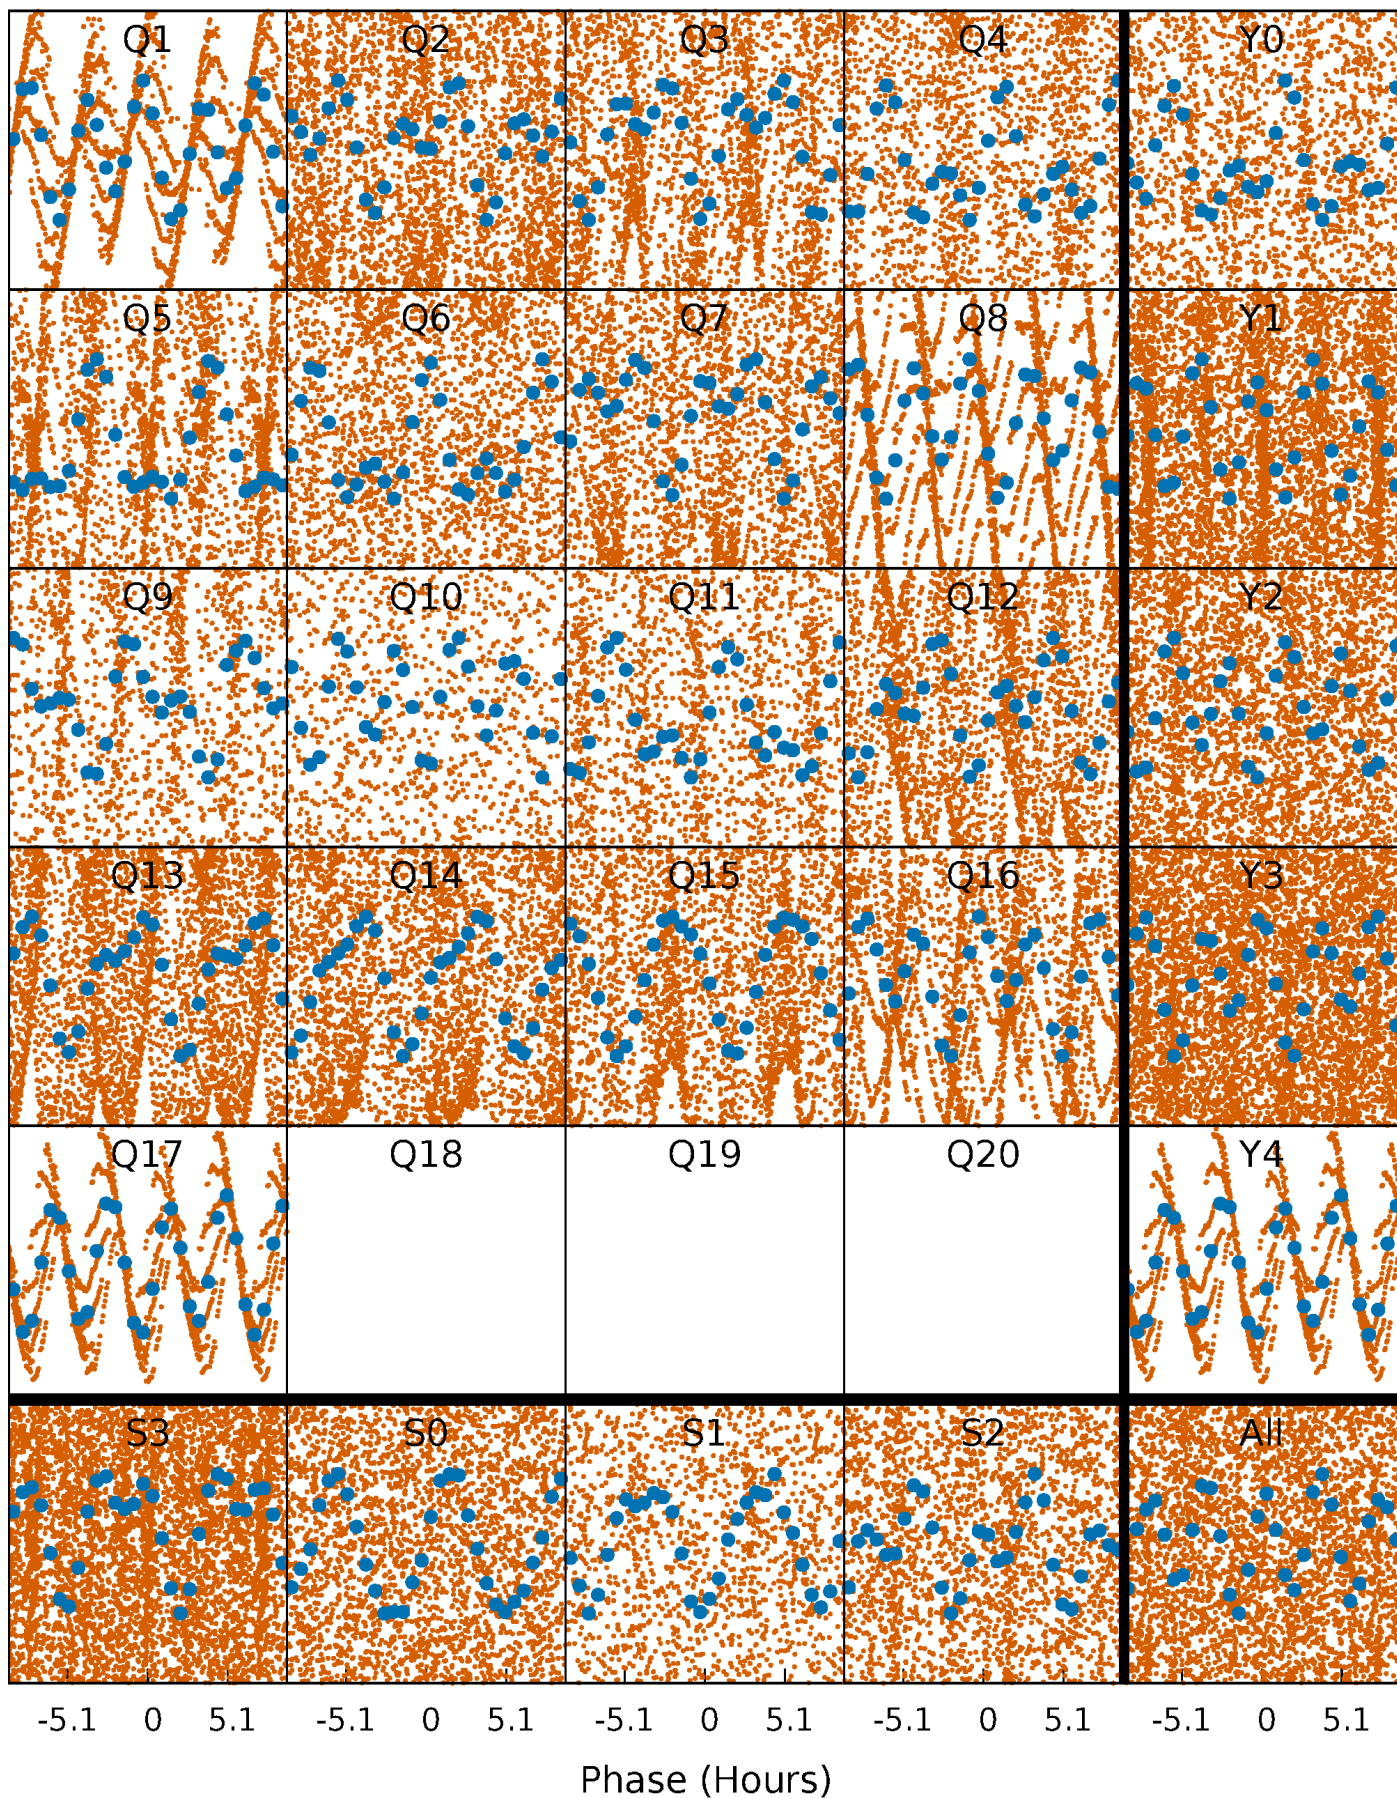 Q1 Q2 Q3 Q4 Y0
Q5 Q6 Q7 Q8 Y1
Q9 Q10 Q11 Q12 Y2
Q13 Q14 Q15 Q16 Y3
Q17 Q18 Q19 Q20 Y4
S3 S0 S1 S2 All
-5.1 0 5.1 -5.1 0 5.1 -5.1 0 5.1 -5.1 0 5.1 -5.1 0 5.1
Phase (Hours)